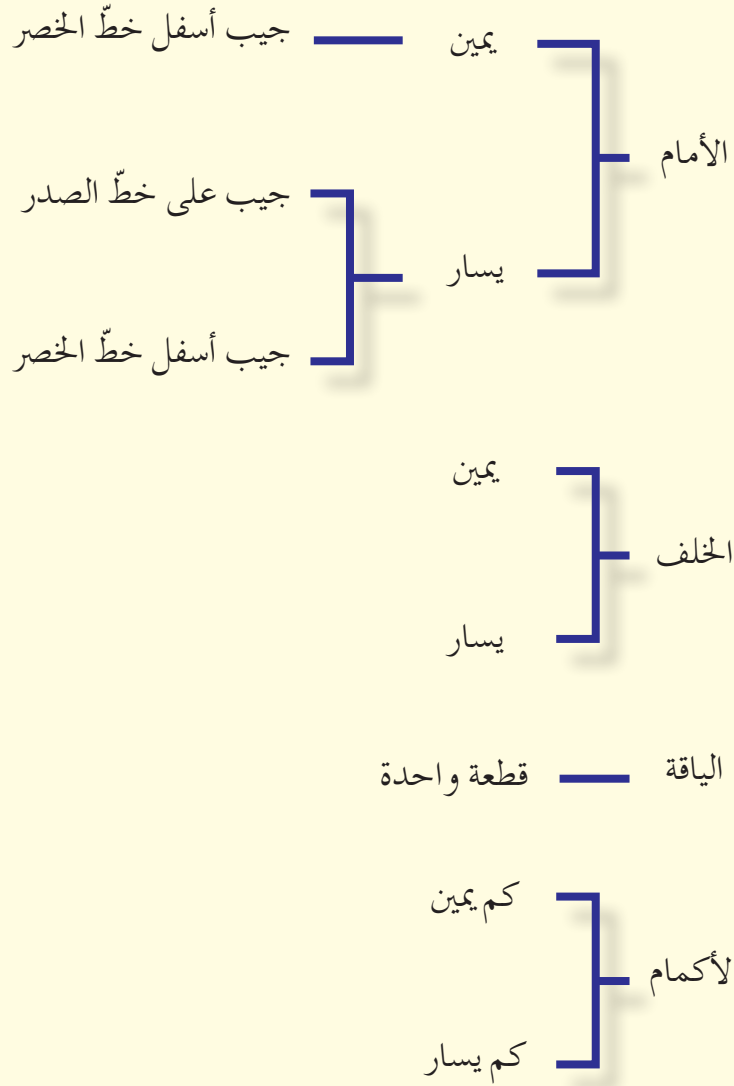 يمين جيب أسفل خطّ الخصر
الأمام
جيب على خطّ الصدر
يسار
جيب أسفل خطّ الخصر
يمين
الخلف
يسار
الياقة قطعة واحدة
كم يمين
لأكمام
كم يسار